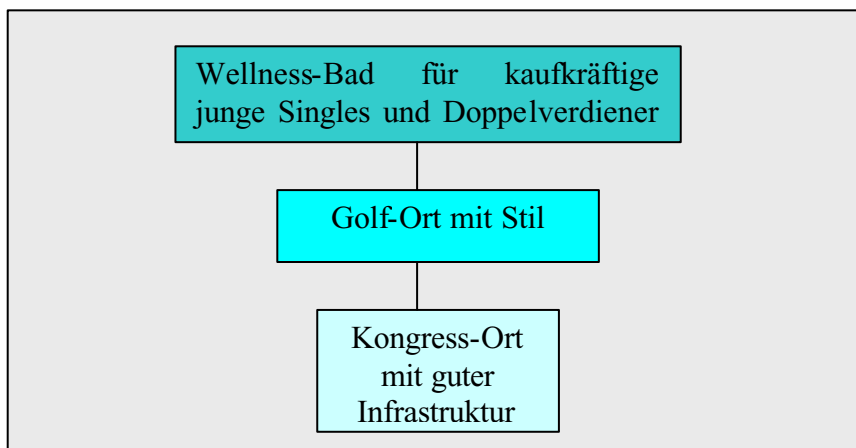 Wellness-Bad für kaufkräftige
junge Singles und Doppelverdiener
Golf-Ort mit Stil
Kongress-Ort
mit guter
Infrastruktur